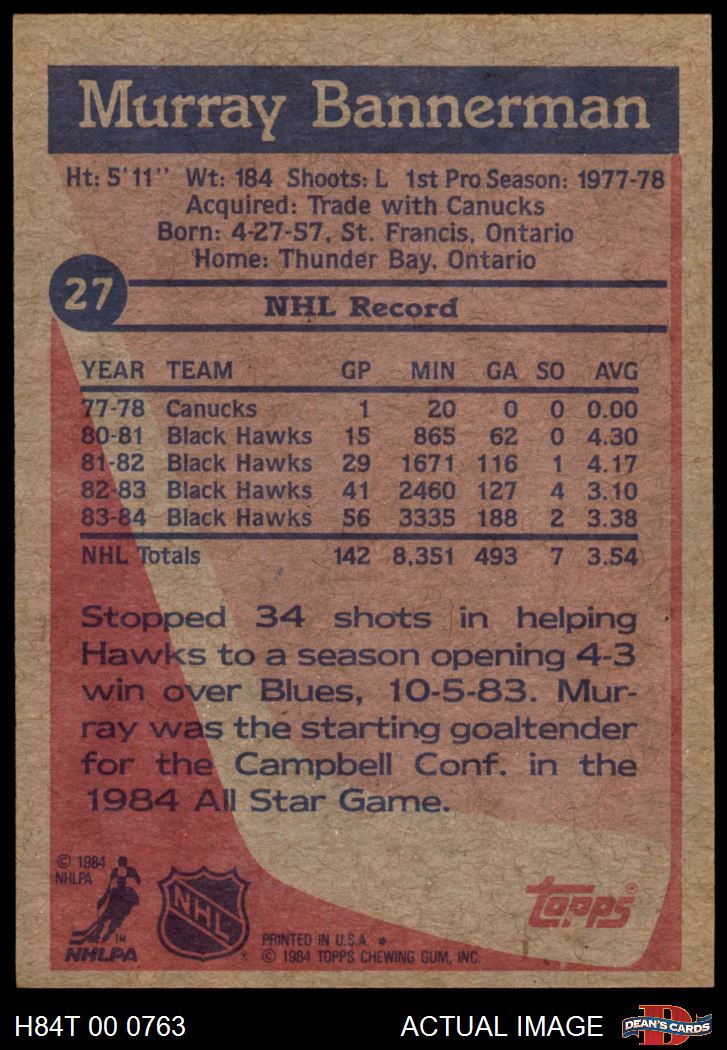 Murray Bannerman
Ht: 5'11'' Wt: 184 Shoots: L 1st Pro Season: 1977-78
Acquired: Trade with Canucks
Born: 4-27-57, St. Francis, Ontario
Home: Thunder Bay, Ontario
27
NHL Record
YEAR TEAM GP MIN GA SO AVG
77-78 Canucks 1 20 0 0 0.00
80-81 Black Hawks 15 865 62 0 4.30
81-82 Black Hawks 29 1671 116 1 4.17
82-83 Black Hawks 41 2460 127 4 3.10
83-84 Black Hawks 56 3335 188 2 3.38
NHL Totals 142 8,351 493 7 3.54
Stopped 34 shots in helping
Hawks to a season opening 4-3
win over Blues, 10-5-83. Mur-
ray was the starting goaltender
for the Campbell Conf. in the
1984 All Star Game.
© 1984
NHLPA
TM
NHLPA
NHL
®
topps®
PRINTED IN U.S.A. *
© 1984 TOPPS CHEWING GUM, INC.
H84T 00 0763
ACTUAL IMAGE
D
DEAN'S CARDS